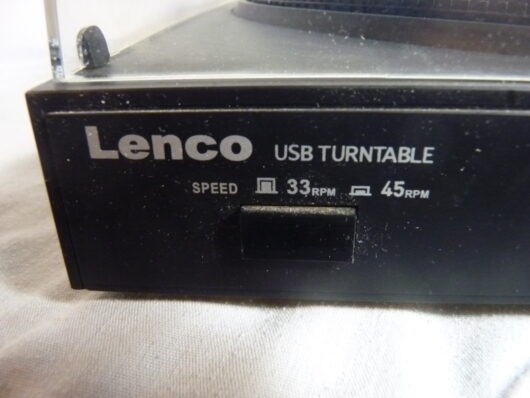 Lenco USB TURNTABLE
SPEED 33RPM 45RPM